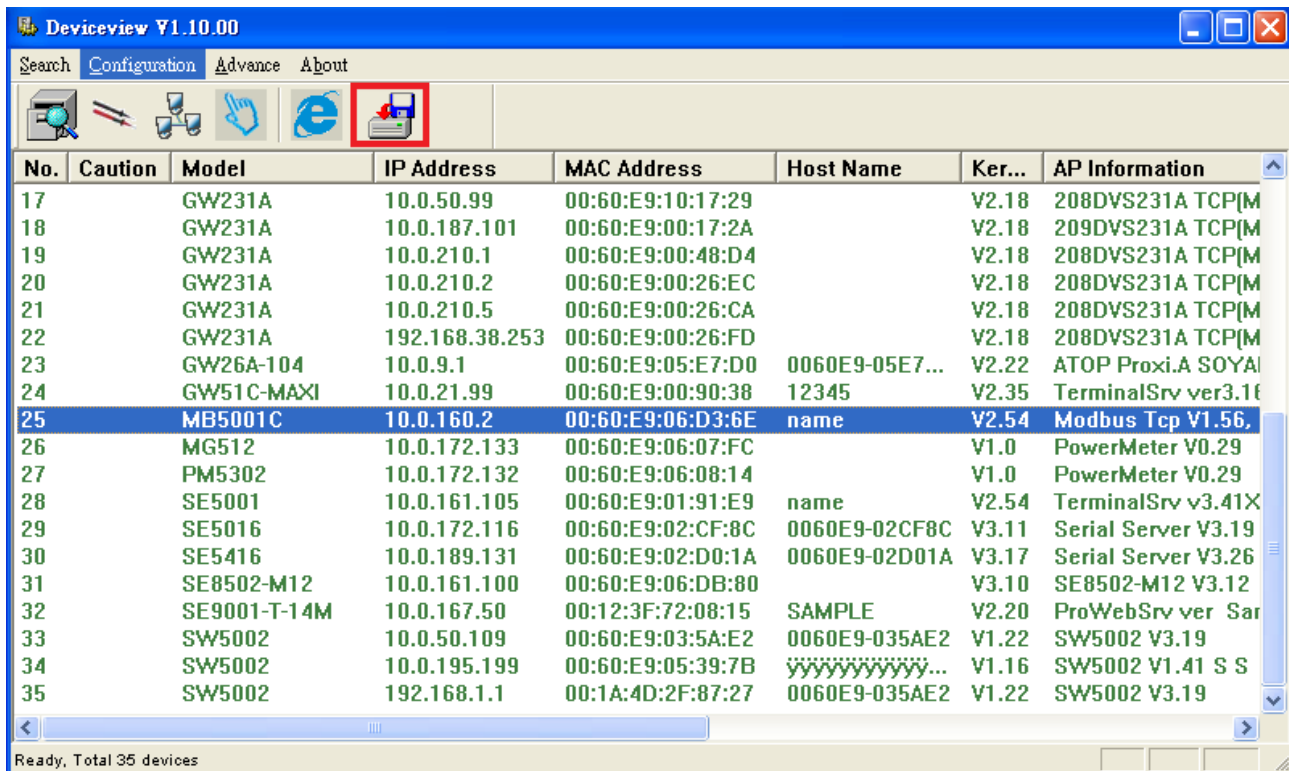 Deviceview V1.10.00
Search Configuration Advance About
No. Caution Model IP Address MAC Address Host Name Ker... AP Information
17 GW231A 10.0.50.99 00:60:E9:10:17:29 V2.18 208DVS231A TCP(M
18 GW231A 10.0.187.101 00:60:E9:00:17:2A V2.18 209DVS231A TCP(M
19 GW231A 10.0.210.1 00:60:E9:00:48:D4 V2.18 208DVS231A TCP(M
20 GW231A 10.0.210.2 00:60:E9:00:26:EC V2.18 208DVS231A TCP(M
21 GW231A 10.0.210.5 00:60:E9:00:26:CA V2.18 208DVS231A TCP(M
22 GW231A 192.168.38.253 00:60:E9:00:26:FD V2.18 208DVS231A TCP(M
23 GW26A-104 10.0.9.1 00:60:E9:05:E7:D0 0060E9-05E7... V2.22 ATOP Proxi.A SOYAL
24 GW51C-MAXI 10.0.21.99 00:60:E9:00:90:38 12345 V2.35 TerminalSrv ver3.16
25 MB5001C 10.0.160.2 00:60:E9:06:D3:6E name V2.54 Modbus Tcp V1.56,
26 MG512 10.0.172.133 00:60:E9:06:07:FC V1.0 PowerMeter V0.29
27 PM5302 10.0.172.132 00:60:E9:06:08:14 V1.0 PowerMeter V0.29
28 SE5001 10.0.161.105 00:60:E9:01:91:E9 name V2.54 TerminalSrv v3.41X
29 SE5016 10.0.172.116 00:60:E9:02:CF:8C 0060E9-02CF8C V3.11 Serial Server V3.19
30 SE5416 10.0.189.131 00:60:E9:02:D0:1A 0060E9-02D01A V3.17 Serial Server V3.26
31 SE8502-M12 10.0.161.100 00:60:E9:06:DB:80 V3.10 SE8502-M12 V3.12
32 SE9001-T-14M 10.0.167.50 00:12:3F:72:08:15 SAMPLE V2.20 ProWebSrv ver Sar
33 SW5002 10.0.50.109 00:60:E9:03:5A:E2 0060E9-035AE2 V1.22 SW5002 V3.19
34 SW5002 10.0.195.199 00:60:E9:05:39:7B ÿÿÿÿÿÿÿÿÿÿÿ... V1.16 SW5002 V1.41 S S
35 SW5002 192.168.1.1 00:1A:4D:2F:87:27 0060E9-035AE2 V1.22 SW5002 V3.19
Ready, Total 35 devices